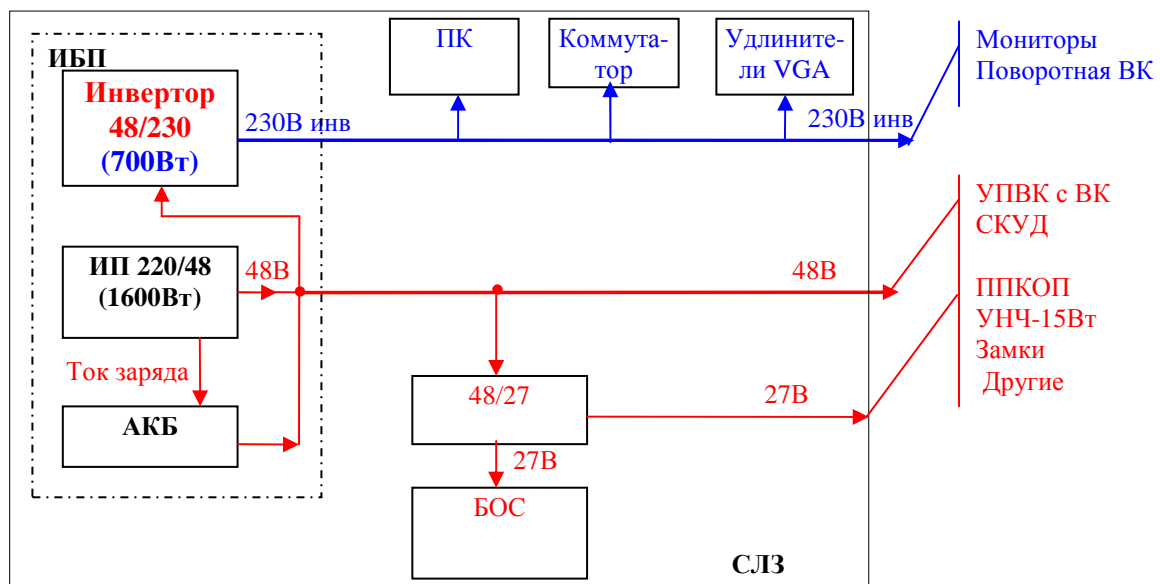 ИБП
Инвертор
48/230
(700Вт)
230В инв
ПК
Коммута-
тор
Удлините-
ли VGA
230В инв
Мониторы
Поворотная ВК
ИП 220/48
(1600Вт)
48В
48В
УПВК с ВК
СКУД
Ток заряда
АКБ
48/27
27В
27В
ППКОП
УНЧ-15Вт
Замки
Другие
БОС
СЛЗ